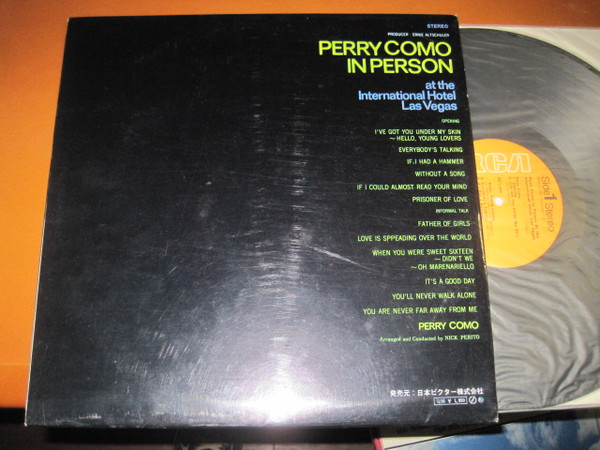 STEREO
PRODUCER : ERNIE ALTSCHULER
PERRY COMO
IN PERSON
at the
International Hotel
Las Vegas
OPENING
I'VE GOT YOU UNDER MY SKIN
~ HELLO, YOUNG LOVERS
EVERYBODY'S TALKING
IF I HAD A HAMMER
WITHOUT A SONG
IF I COULD ALMOST READ YOUR MIND
PRISONER OF LOVE
INFORMAL TALK
FATHER OF GIRLS
LOVE IS SPPEADING OVER THE WORLD
WHEN YOU WERE SWEET SIXTEEN
~ DIDN'T WE
~ OH MARENARIELLO
IT'S A GOOD DAY
YOU'LL NEVER WALK ALONE
YOU ARE NEVER FAR AWAY FROM ME
PERRY COMO
Arranged and Conducted by NICK PERITO
発売元：日本ビクター株式会社
RCA
Side 1 Stereo